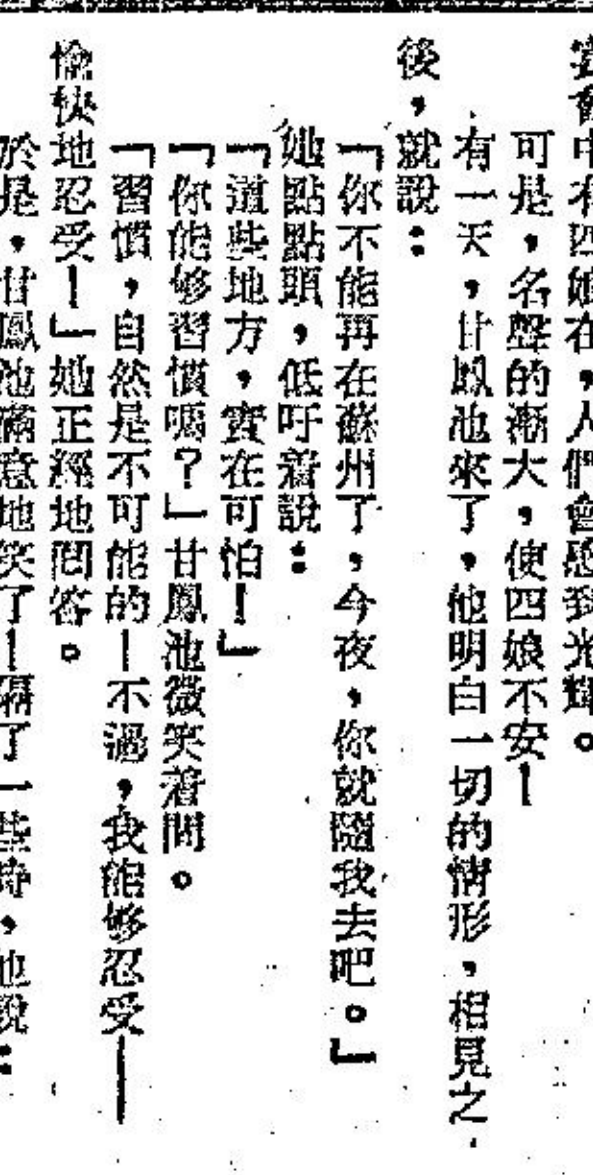 宴會中有四娘在，人們會感到光輝。
可是，名聲的漸大，使四娘不安—
有一天，甘鳳池來了，他明白一切的情形，相見之
後，就說：
「你不能再在蘇州了，今夜，你就隨我去吧。」
她點點頭，低吁着說：
「這些地方，實在可怕！」
「你能够習慣嗎？」甘鳳池微笑着問。
「習慣，自然是不可能的—不過，我能够忍受——
愉快地忍受！」她正經地回答。
於是，甘鳳池滿意地笑了—隔了一些時，他說：